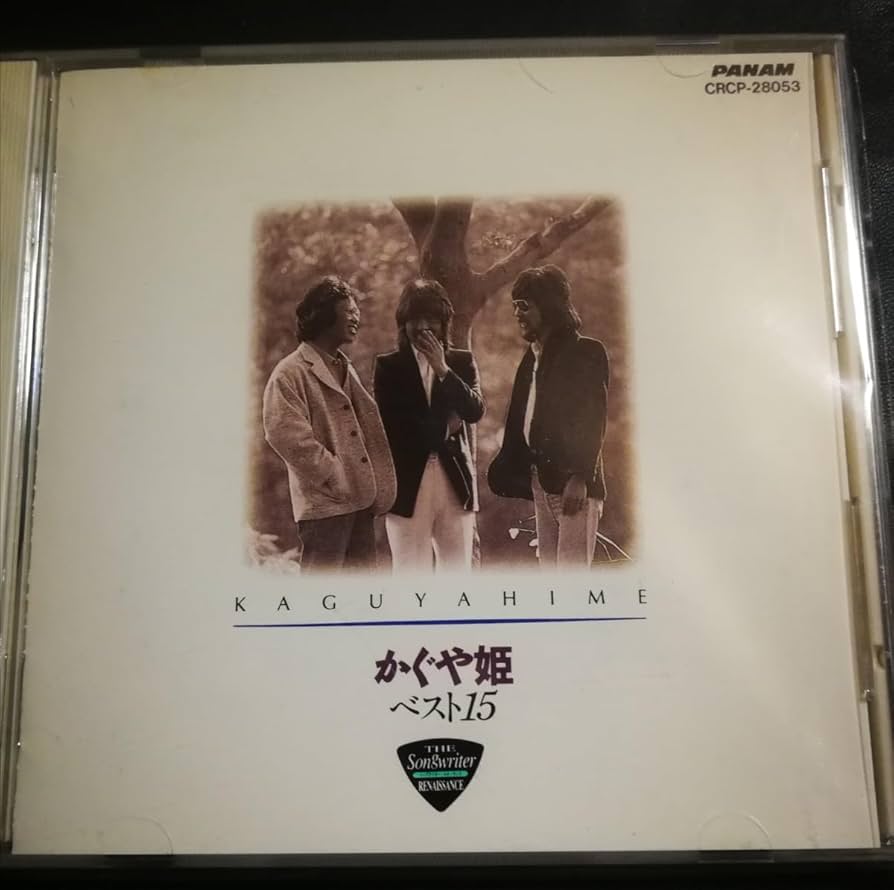 PANAM
CRCP-28053
KAGUYAHIME
かぐや姫
ベスト15
THE
Songwriter
RENAISSANCE